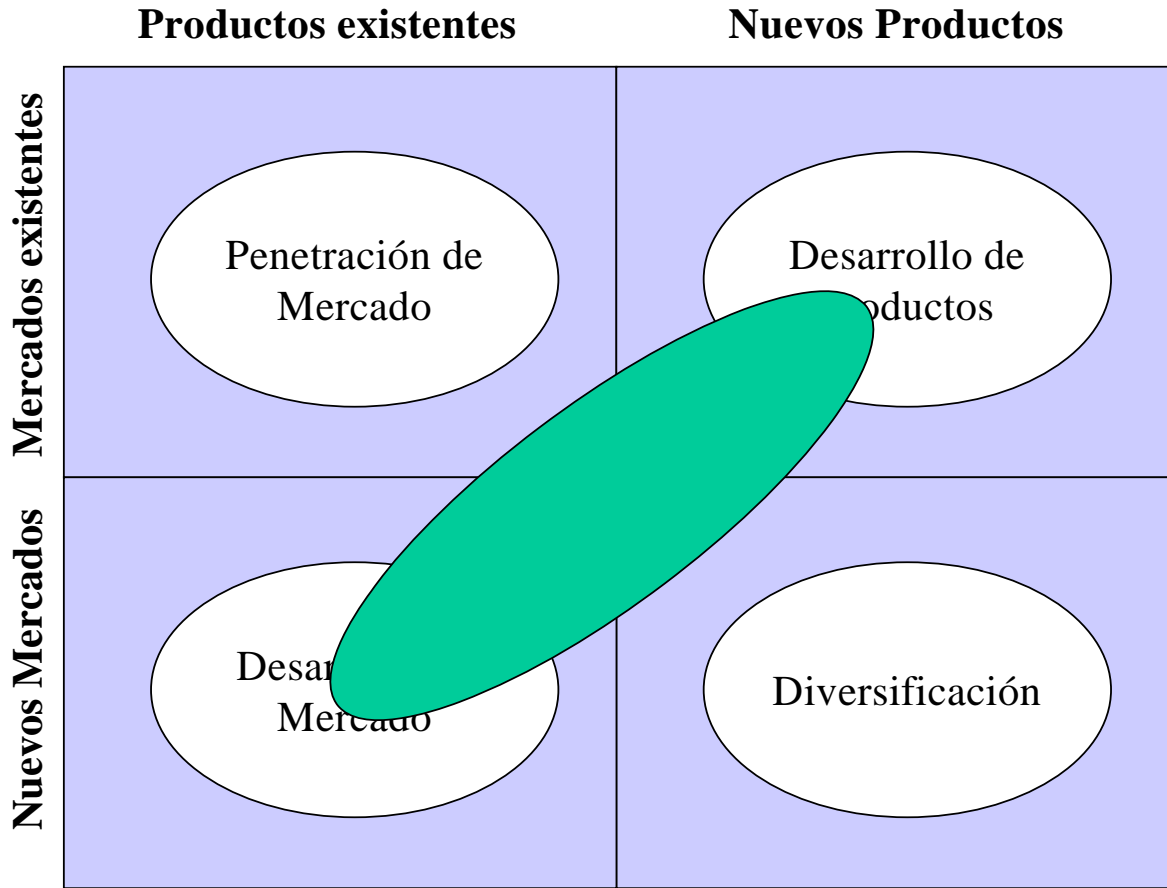 Productos existentes
Nuevos Productos
Mercados existentes
Penetración de
Mercado
Desarrollo de
Nuevos Mercados
Mercado
Diversificación